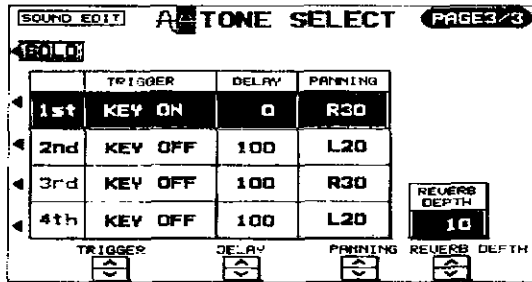 SOUND EDIT TONE SELECT PAGE3/3
SOLO
TRIGGER DELAY PANNING
1st KEY ON 0 R30
2nd KEY OFF 100 L20
3rd KEY OFF 100 R30
4th KEY OFF 100 L20
REVERB
DEPTH
10
TRIGGER DELAY PANNING REVERB DEPTH